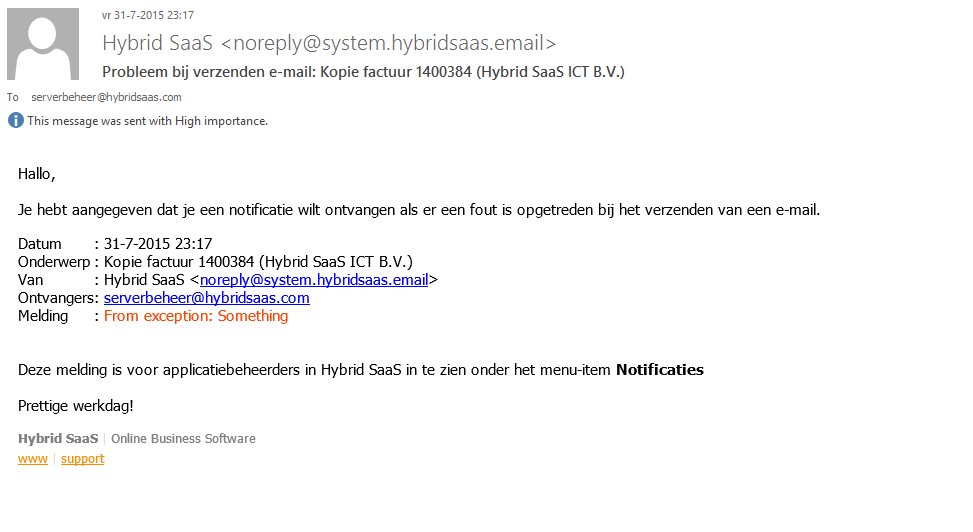 vr 31-7-2015 23:17
Hybrid SaaS <noreply@system.hybridsaas.email>
Probleem bij verzenden e-mail: Kopie factuur 1400384 (Hybrid SaaS ICT B.V.)
To serverbeheer@hybridsaas.com
This message was sent with High importance.
Hallo,
Je hebt aangegeven dat je een notificatie wilt ontvangen als er een fout is opgetreden bij het verzenden van een e-mail.
Datum : 31-7-2015 23:17
Onderwerp : Kopie factuur 1400384 (Hybrid SaaS ICT B.V.)
Van : Hybrid SaaS <noreply@system.hybridsaas.email>
Ontvangers: serverbeheer@hybridsaas.com
Melding : From exception: Something
Deze melding is voor applicatiebeheerders in Hybrid SaaS in te zien onder het menu-item Notificaties
Prettige werkdag!
Hybrid SaaS | Online Business Software
www | support